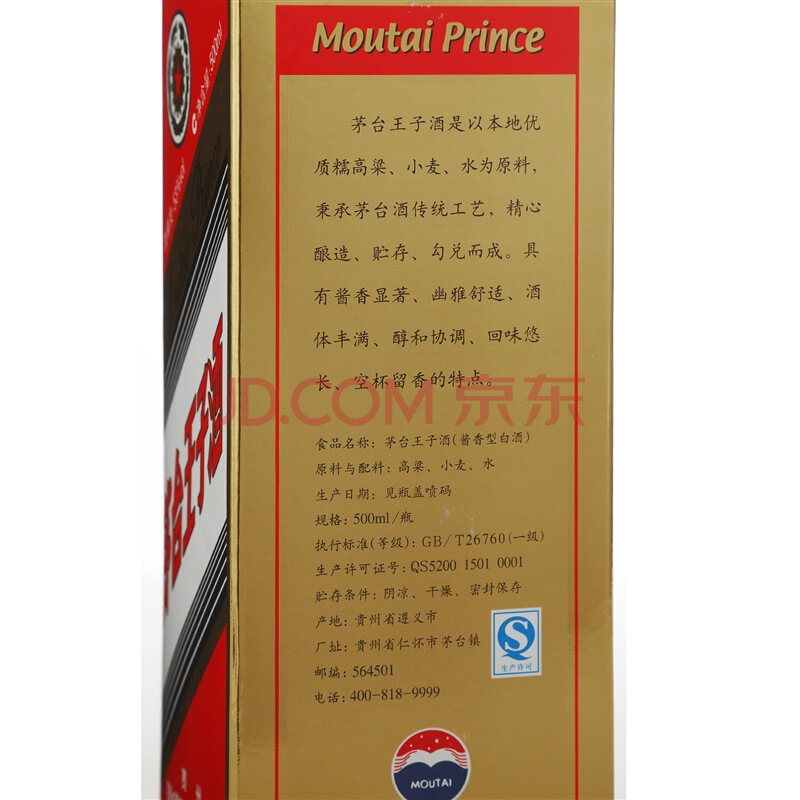 Moutai Prince
茅台王子酒是以本地优
质糯高粱、小麦、水为原料,
秉承茅台酒传统工艺,精心
酿造、贮存、勾兑而成。具
有酱香显著、幽雅舒适、酒
体丰满、醇和协调、回味悠
长、空杯留香的特点。
JD.COM 京东
食品名称:茅台王子酒(酱香型白酒)
原料与配料:高粱、小麦、水
生产日期:见瓶盖喷码
规格:500ml/瓶
执行标准(等级):GB/T26760(一级)
生产许可证号:QS5200 1501 0001
贮存条件:阴凉、干燥、密封保存
产地:贵州省遵义市
厂址:贵州省仁怀市茅台镇
邮编:564501
电话:400-818-9999
生产许可
MOUTAI
净含量:500ml
台王子酒